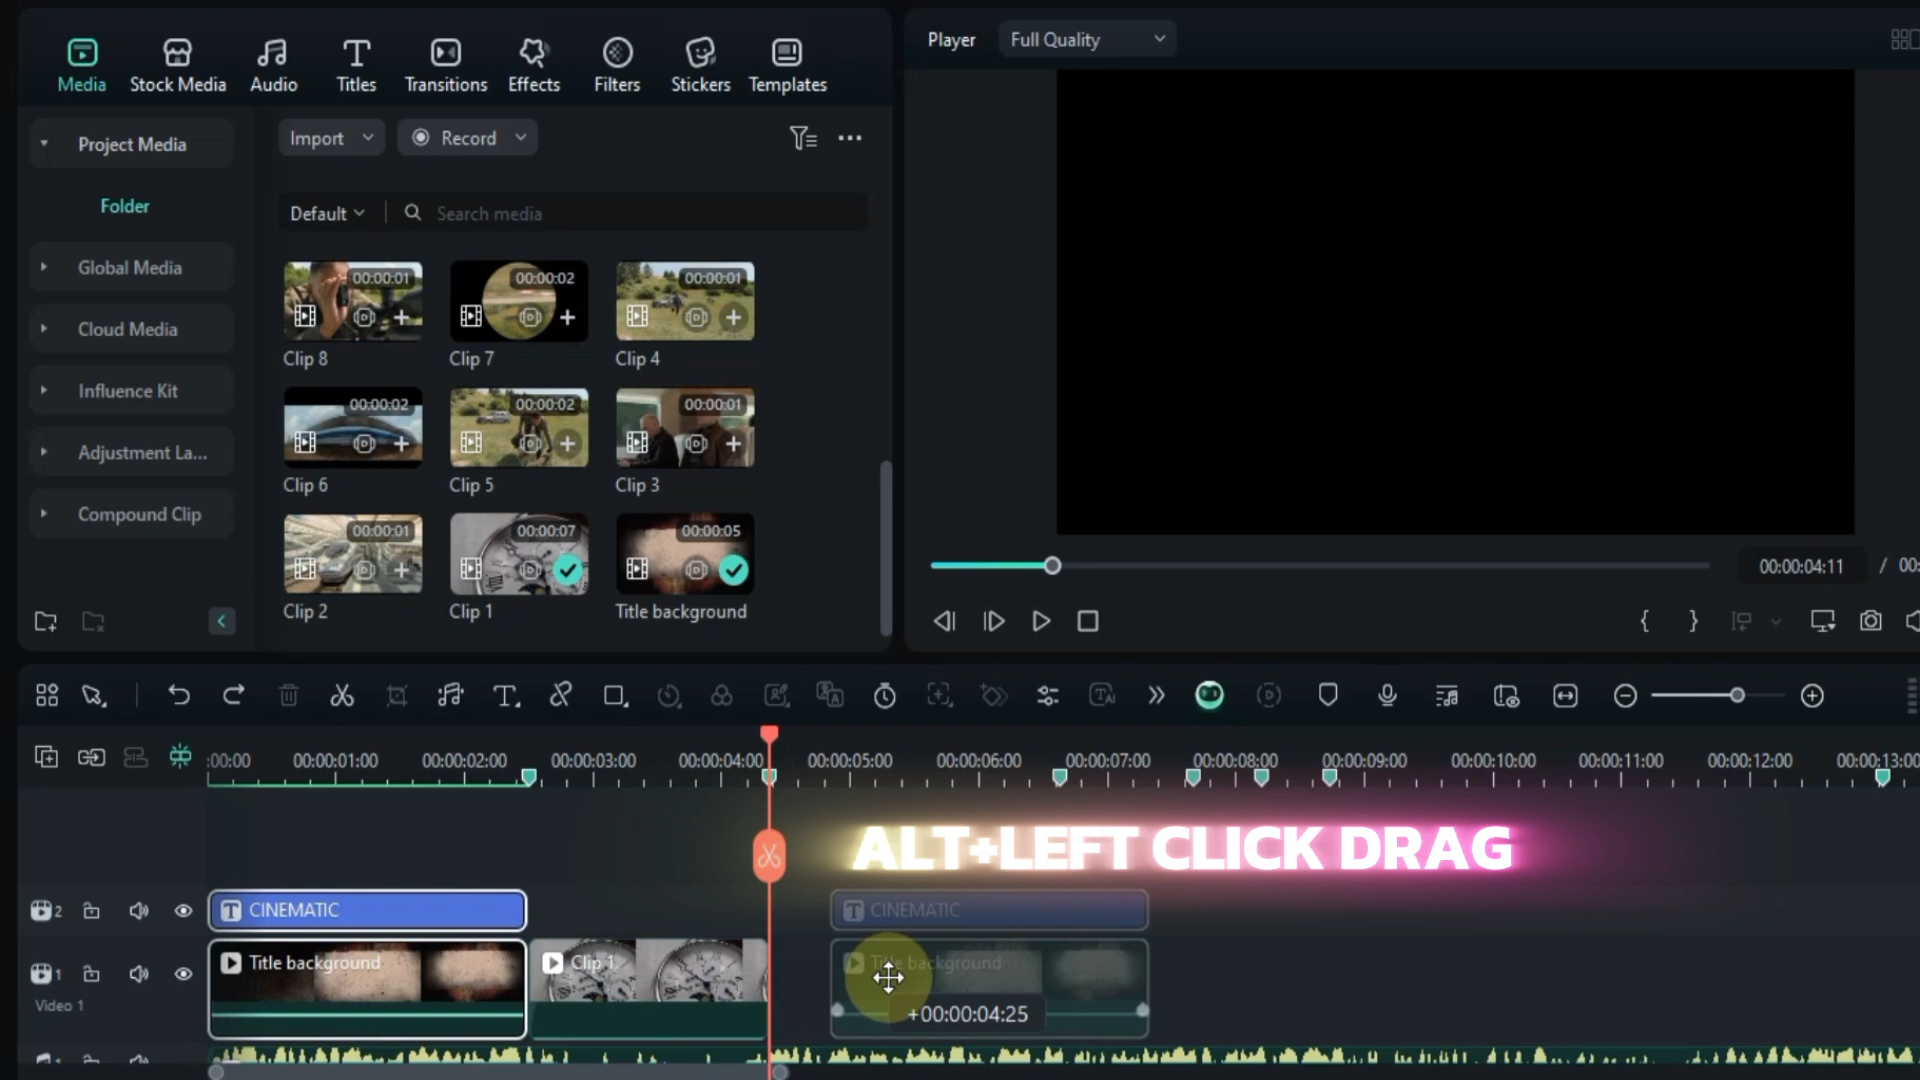 Media
Stock Media
Audio
Titles
Transitions
Effects
Filters
Stickers
Templates
Player
Full Quality
Project Media
Folder
Global Media
Cloud Media
Influence Kit
Adjustment La...
Compound Clip
Import
Record
Default
Search media
00:00:01
00:00:02
00:00:01
Clip 8
Clip 7
Clip 4
00:00:02
00:00:02
00:00:01
Clip 6
Clip 5
Clip 3
00:00:01
00:00:07
00:00:05
Clip 2
Clip 1
Title background
00:00:04:11 / 00:
:00:00 00:00:01:00 00:00:02:00 00:00:03:00 00:00:04:00 00:00:05:00 00:00:06:00 00:00:07:00 00:00:08:00 00:00:09:00 00:00:10:00 00:00:11:00 00:00:12:00 00:00:13:00
ALT+LEFT CLICK DRAG
2
CINEMATIC
CINEMATIC
1
Title background
Clip 1
Title background
Video 1
+00:00:04:25